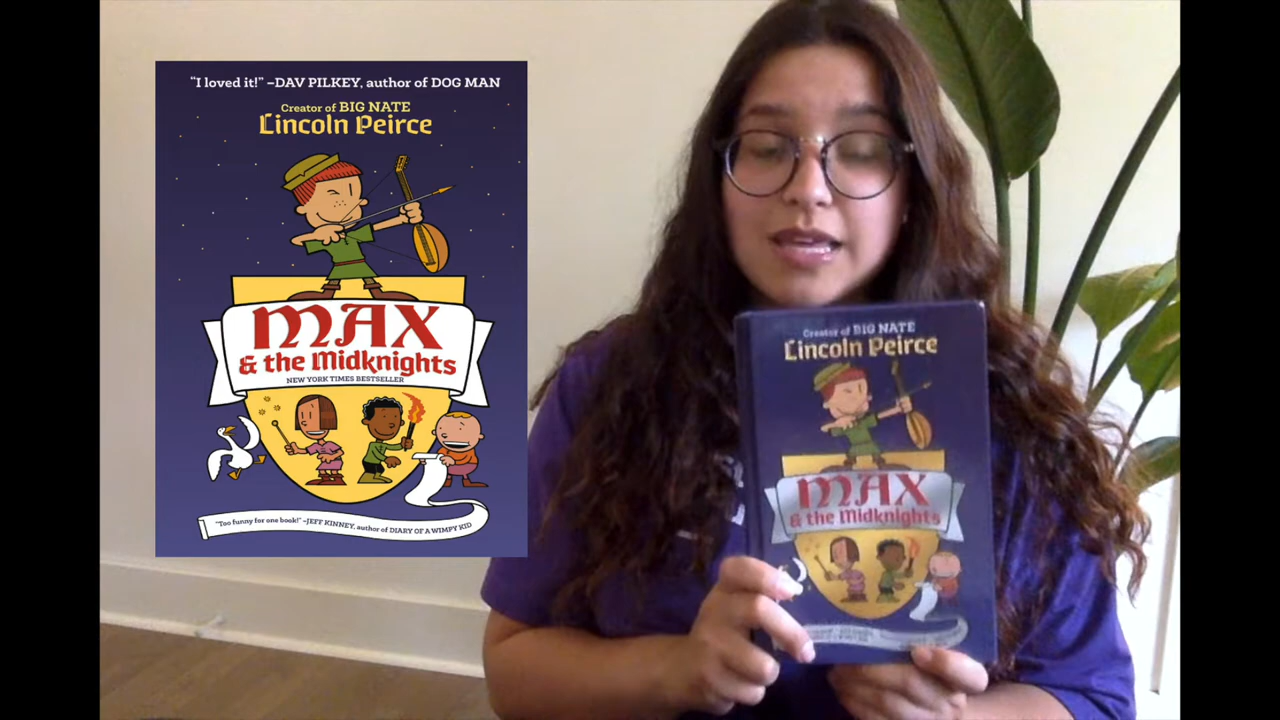 “I loved it!” –DAV PILKEY, author of DOG MAN
Creator of BIG NATE
Lincoln Peirce
MAX
& the Midknights
NEW YORK TIMES BESTSELLER
“Too funny for one book!” –JEFF KINNEY, author of DIARY OF A WIMPY KID
Creator of BIG NATE
Lincoln Peirce
MAX
& the Midknights